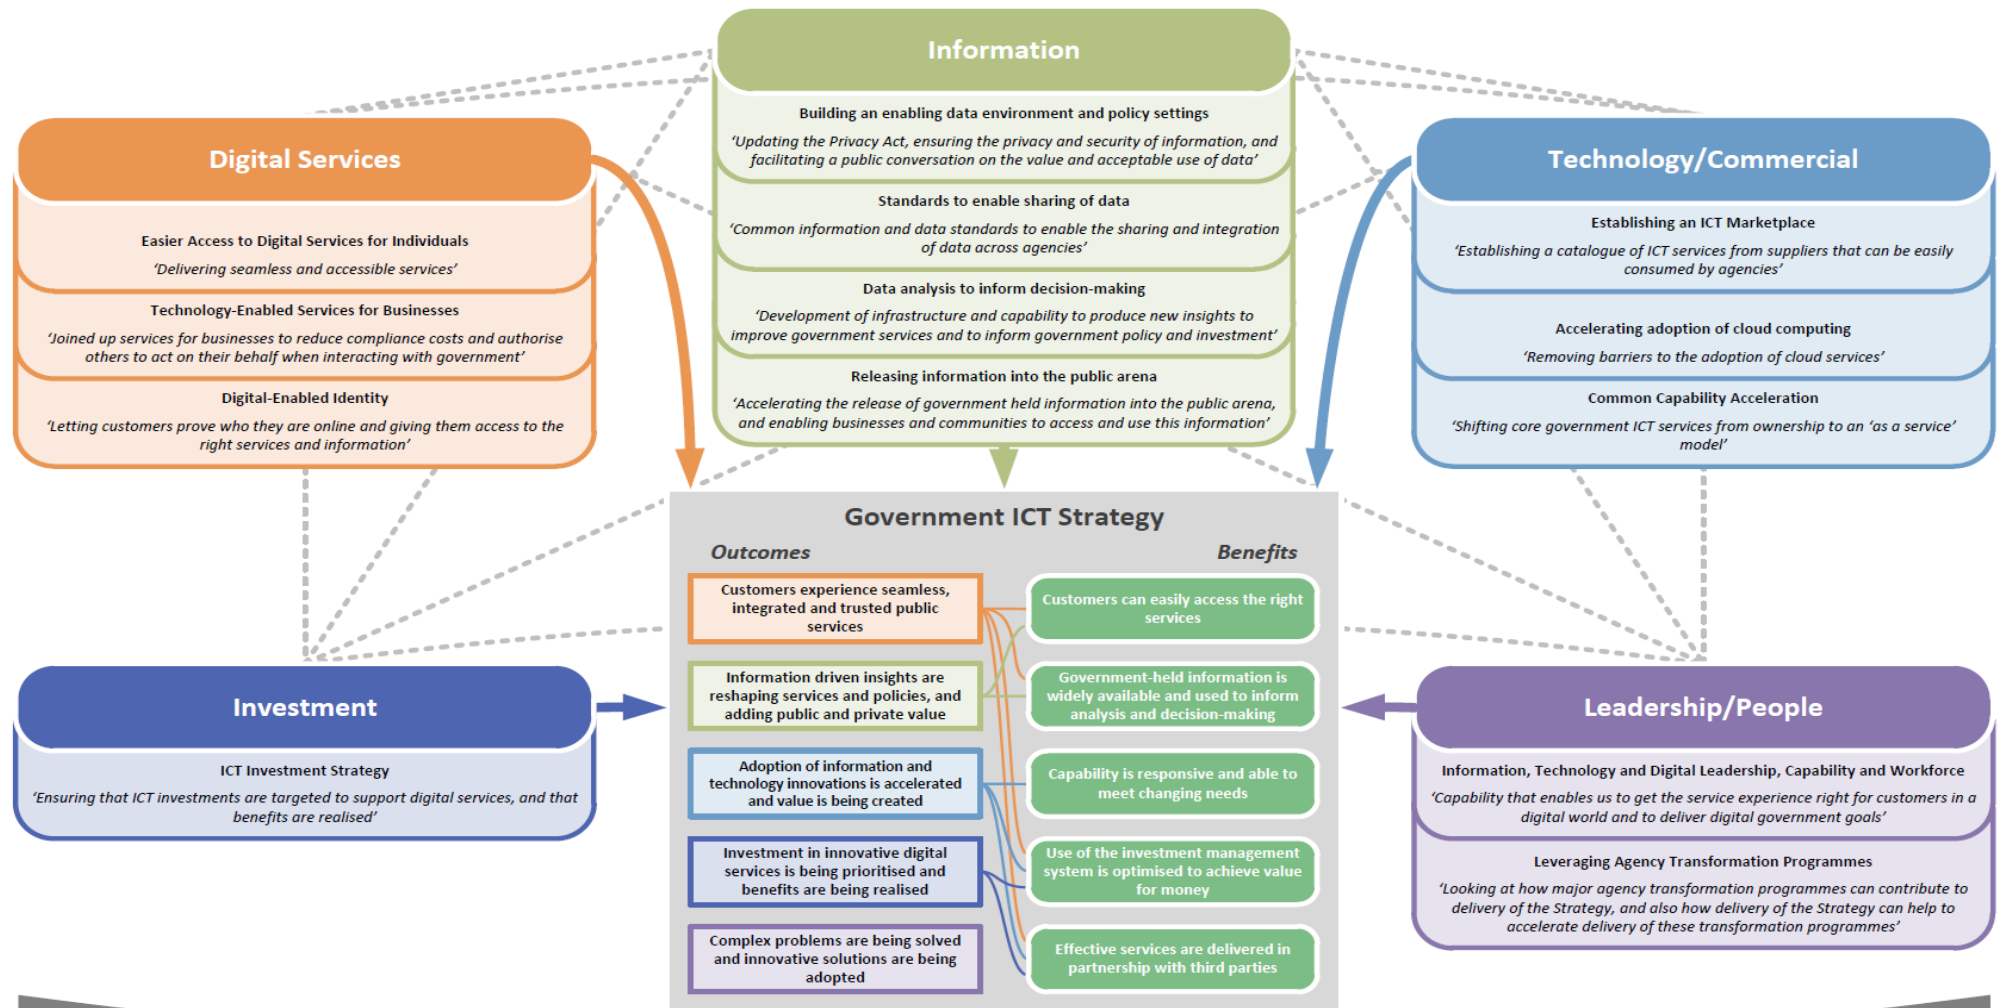 Information
Building an enabling data environment and policy settings
‘Updating the Privacy Act, ensuring the privacy and security of information, and
facilitating a public conversation on the value and acceptable use of data’
Standards to enable sharing of data
‘Common information and data standards to enable the sharing and integration
of data across agencies’
Data analysis to inform decision-making
‘Development of infrastructure and capability to produce new insights to
improve government services and to inform government policy and investment’
Releasing information into the public arena
‘Accelerating the release of government held information into the public arena,
and enabling businesses and communities to access and use this information’
Digital Services
Easier Access to Digital Services for Individuals
‘Delivering seamless and accessible services’
Technology-Enabled Services for Businesses
‘Joined up services for businesses to reduce compliance costs and authorise
others to act on their behalf when interacting with government’
Digital-Enabled Identity
‘Letting customers prove who they are online and giving them access to the
right services and information’
Technology/Commercial
Establishing an ICT Marketplace
‘Establishing a catalogue of ICT services from suppliers that can be easily
consumed by agencies’
Accelerating adoption of cloud computing
‘Removing barriers to the adoption of cloud services’
Common Capability Acceleration
‘Shifting core government ICT services from ownership to an ‘as a service’
model’
Government ICT Strategy
Outcomes
Benefits
Customers experience seamless,
integrated and trusted public
services
Customers can easily access the right
services
Information driven insights are
reshaping services and policies, and
adding public and private value
Government-held information is
widely available and used to inform
analysis and decision-making
Adoption of information and
technology innovations is accelerated
and value is being created
Capability is responsive and able to
meet changing needs
Investment in innovative digital
services is being prioritised and
benefits are being realised
Use of the investment management
system is optimised to achieve value
for money
Complex problems are being solved
and innovative solutions are being
adopted
Effective services are delivered in
partnership with third parties
Investment
ICT Investment Strategy
‘Ensuring that ICT investments are targeted to support digital services, and that
benefits are realised’
Leadership/People
Information, Technology and Digital Leadership, Capability and Workforce
‘Capability that enables us to get the service experience right for customers in a
digital world and to deliver digital government goals’
Leveraging Agency Transformation Programmes
‘Looking at how major agency transformation programmes can contribute to
delivery of the Strategy, and also how delivery of the Strategy can help to
accelerate delivery of these transformation programmes’